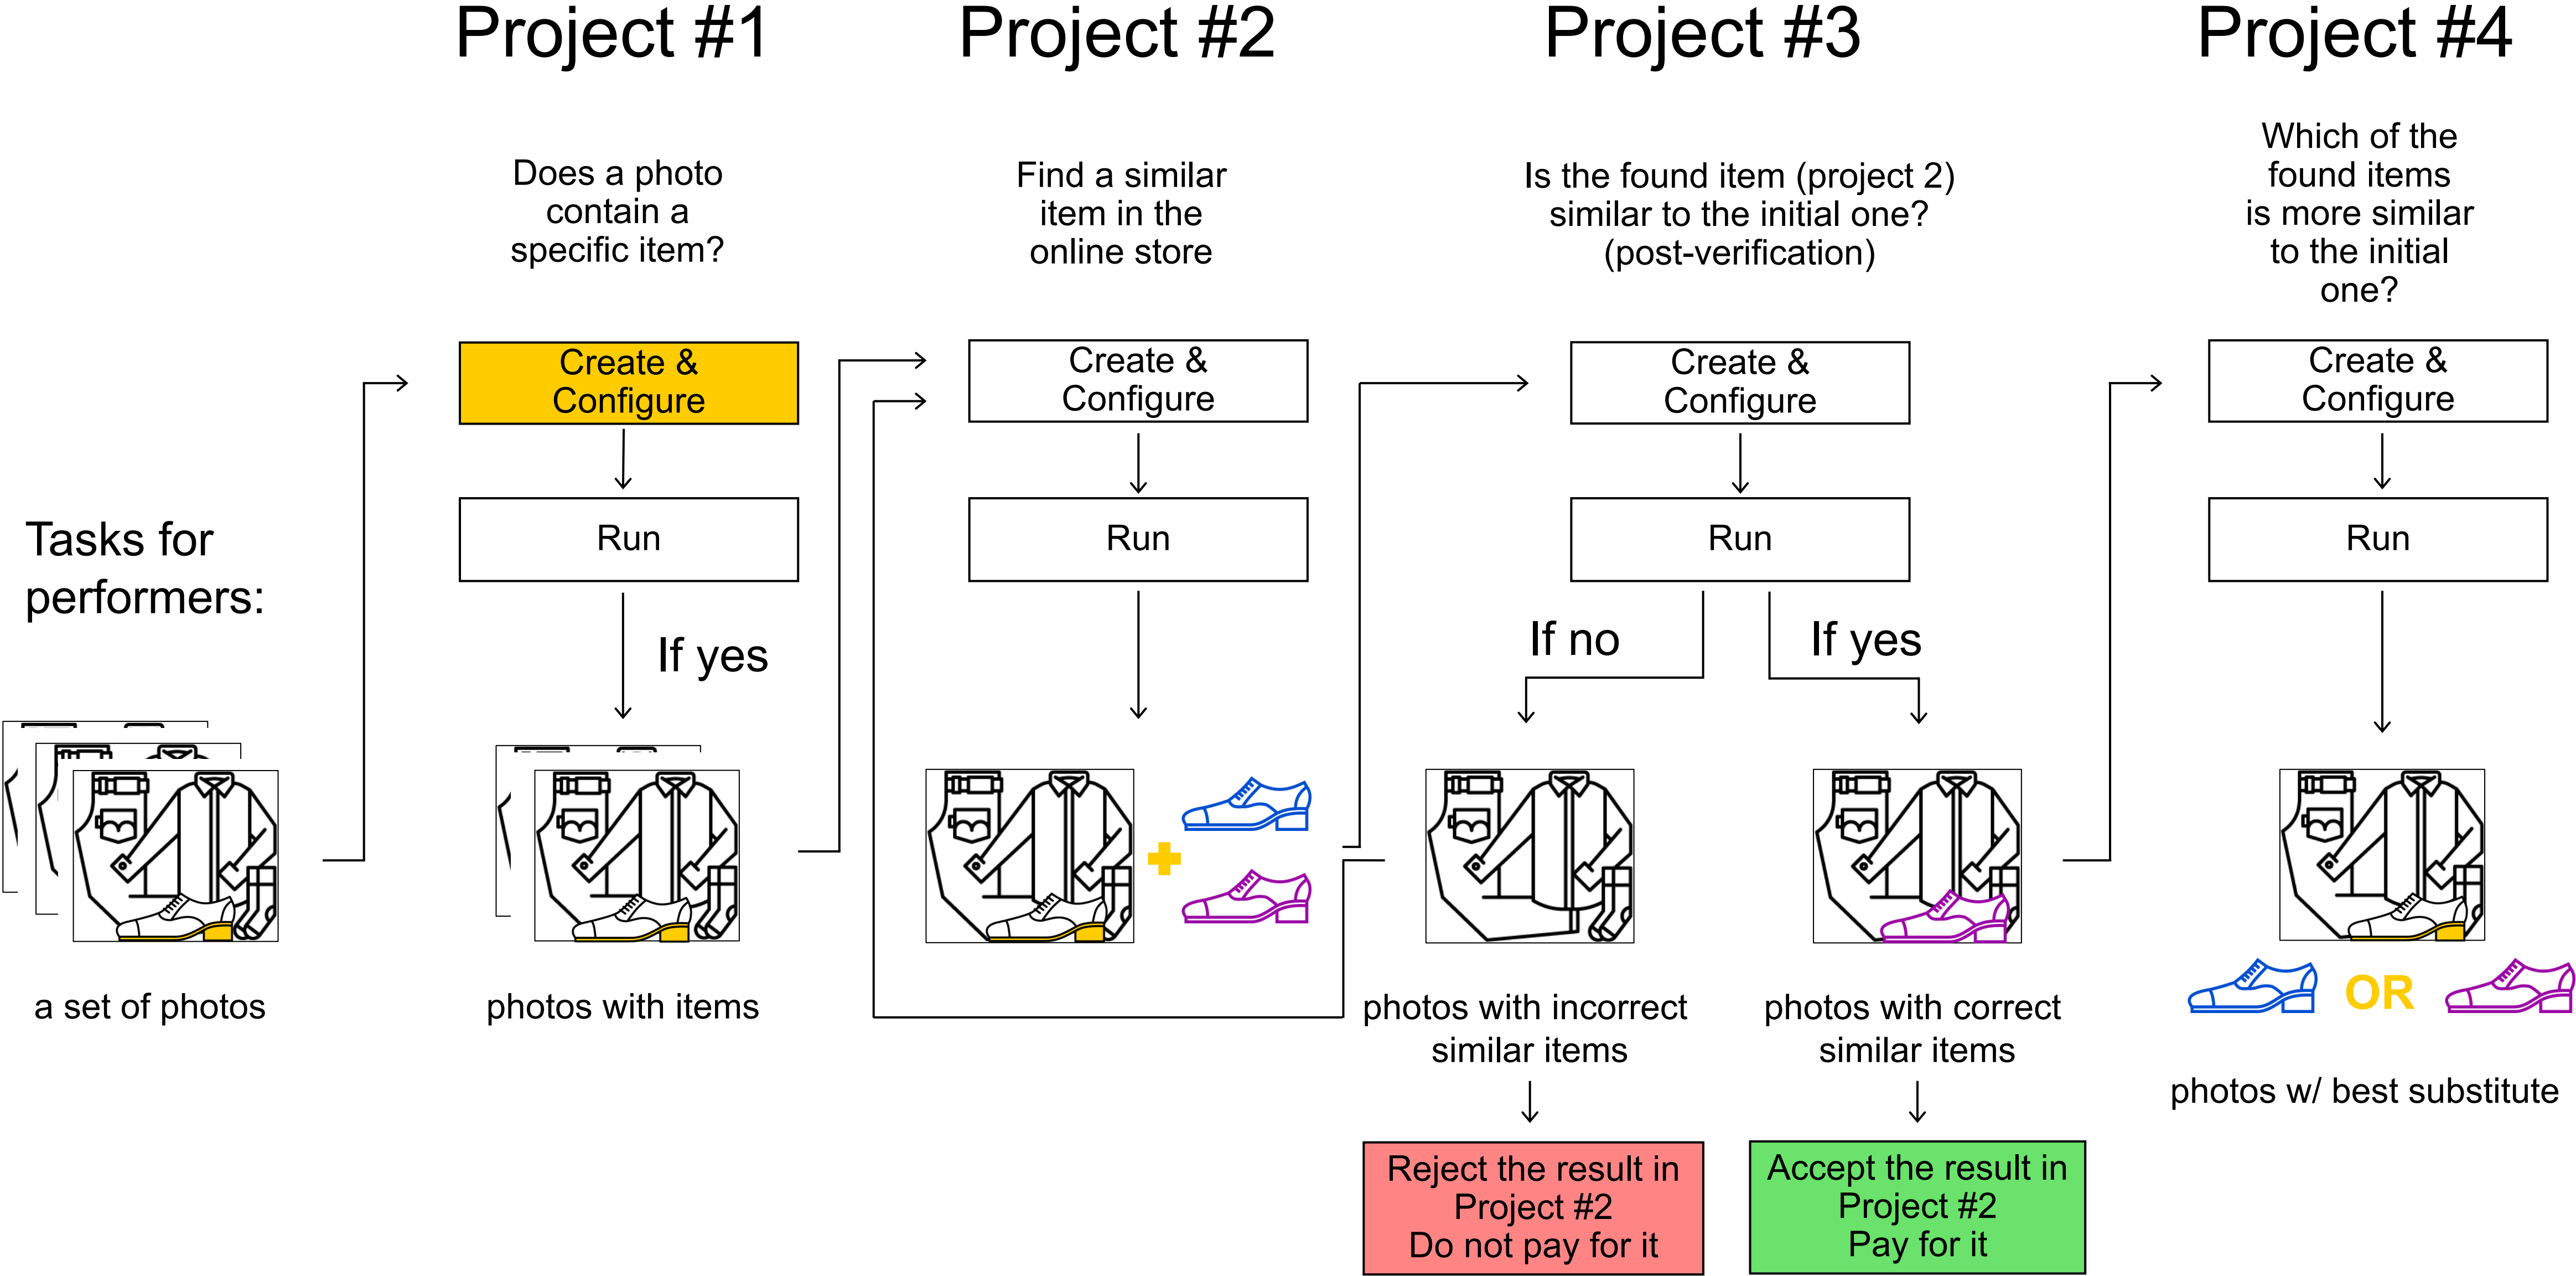 Project #1
Project #2
Project #3
Project #4
Does a photo
contain a
specific item?
Find a similar
item in the
online store
Is the found item (project 2)
similar to the initial one?
(post-verification)
Which of the
found items
is more similar
to the initial
one?
Create &
Configure
Create &
Configure
Create &
Configure
Create &
Configure
Run
Run
Run
Run
Tasks for
performers:
If yes
If no
If yes
a set of photos
photos with items
photos with incorrect
similar items
photos with correct
similar items
OR
photos w/ best substitute
Reject the result in
Project #2
Do not pay for it
Accept the result in
Project #2
Pay for it